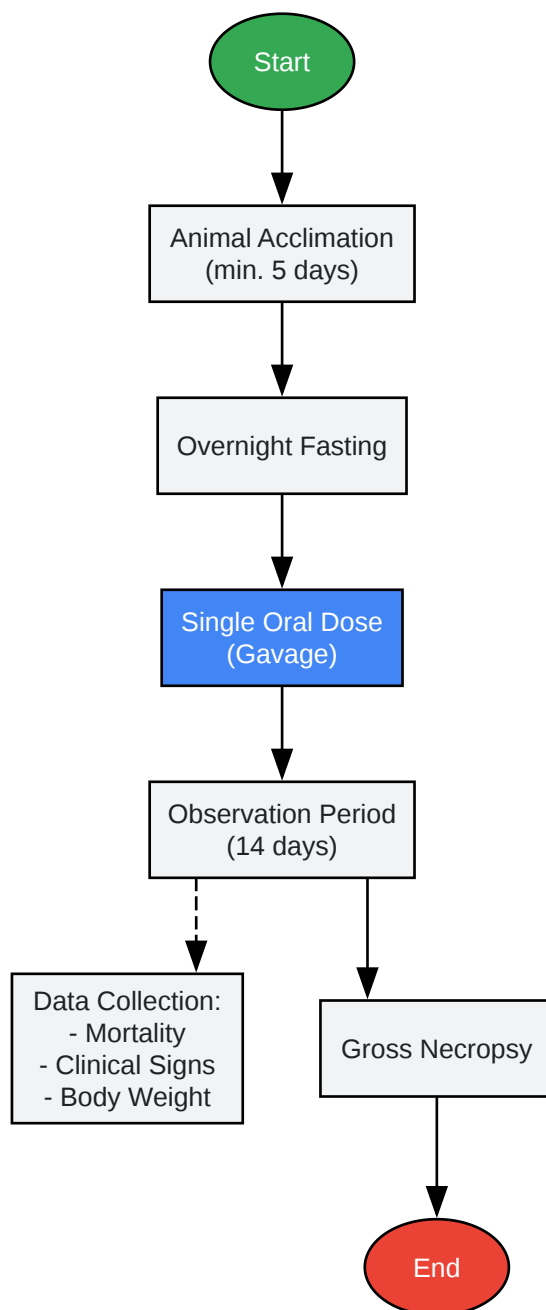 Start
Animal Acclimation
(min. 5 days)
Overnight Fasting
Single Oral Dose
(Gavage)
Observation Period
(14 days)
Data Collection:
- Mortality
- Clinical Signs
- Body Weight
Gross Necropsy
End